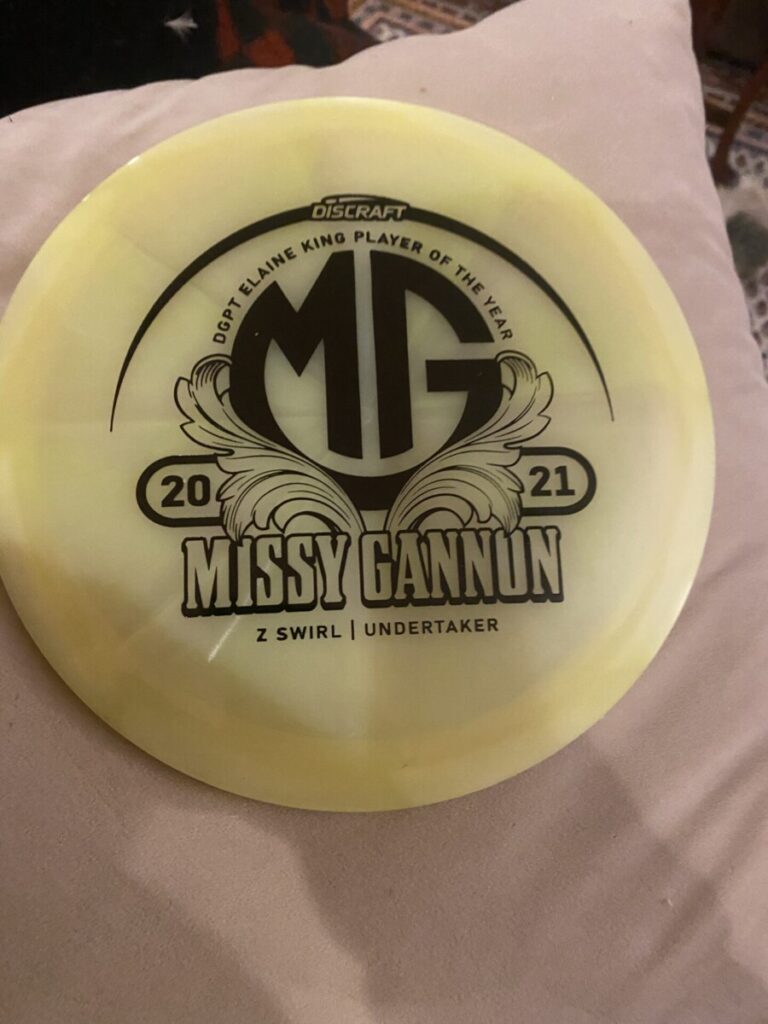 DISCRAFT
DGPT ELAINE KING PLAYER OF THE YEAR
MG
20 21
MISSY GANNON
Z SWIRL | UNDERTAKER